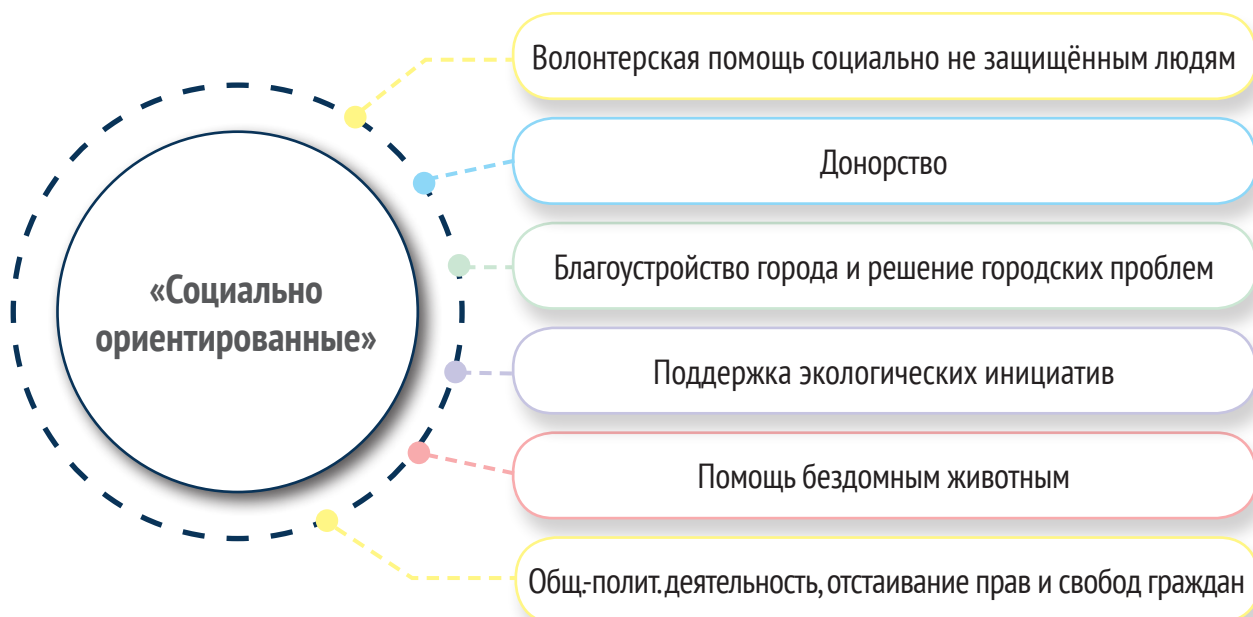 Волонтерская помощь социально не защищённым людям
Донорство
Благоустройство города и решение городских проблем
«Социально
ориентированные»
Поддержка экологических инициатив
Помощь бездомным животным
Общ.-полит. деятельность, отстаивание прав и свобод граждан